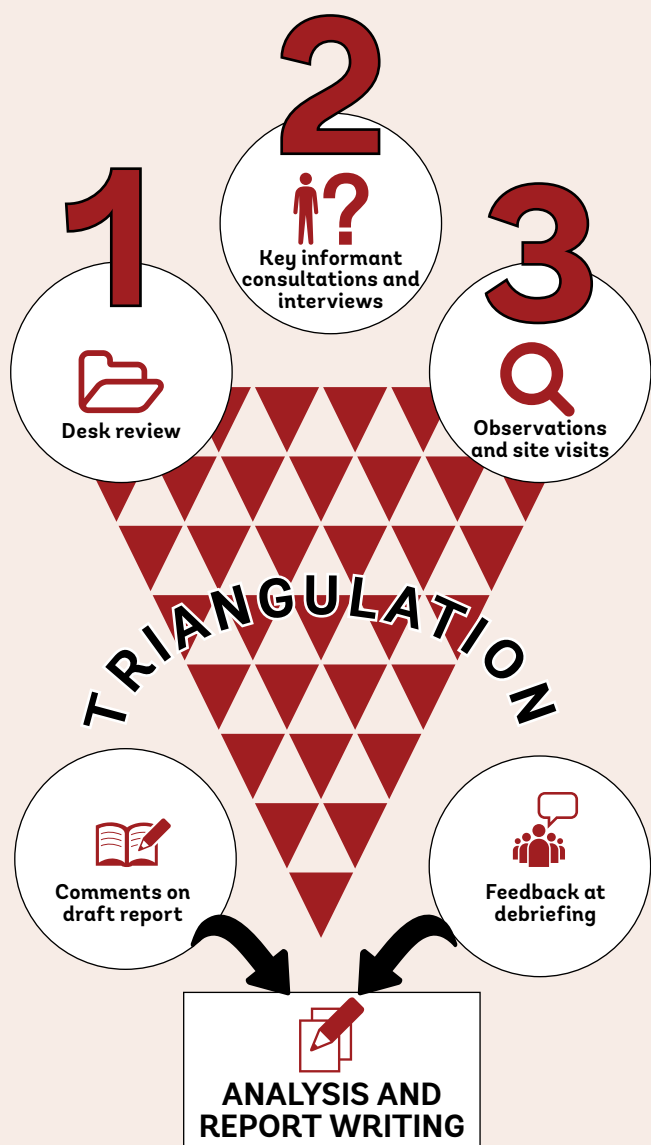 1
Desk review
2
?
Key informant
consultations and
interviews
3
Observations
and site visits
TRIANGULATION
Comments on
draft report
Feedback at
debriefing
ANALYSIS AND
REPORT WRITING